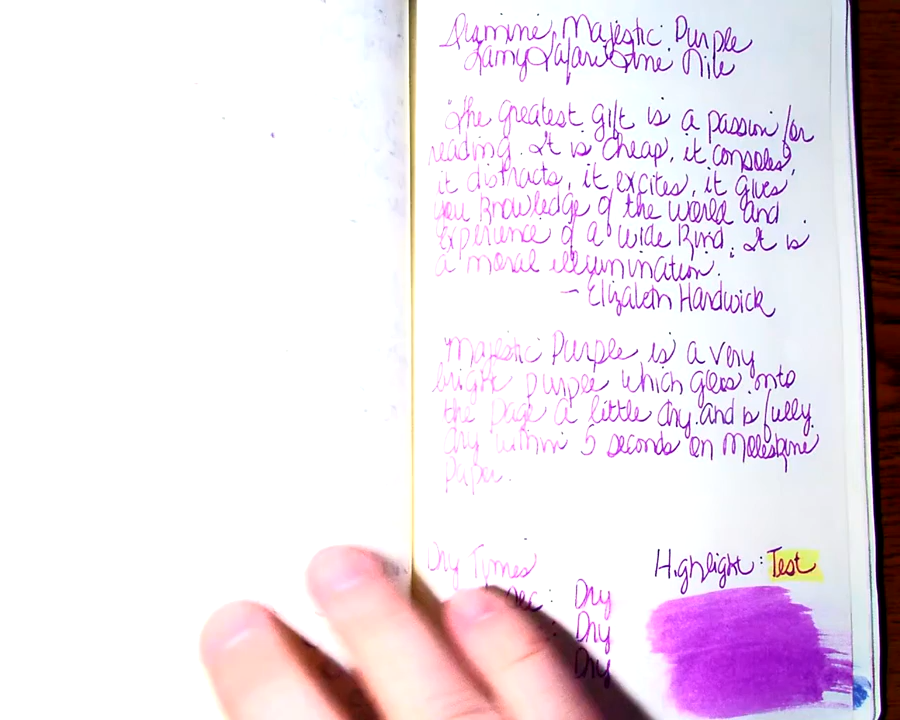 Diamine Majestic Purple
Lamy Safari Fine Nib
"The greatest gift is a passion for
reading. It is cheap, it consoles,
it distracts, it excites, it gives
you knowledge of the world and
experience of a wide kind. It is
a moral illumination.
— Elizabeth Hardwick
Majestic Purple is a very
bright purple which goes onto
the page a little dry and is fully
dry within 5 seconds on Moleskine
Paper.
Dry Times
Highlight: Test
sec: Dry
: Dry
Dry